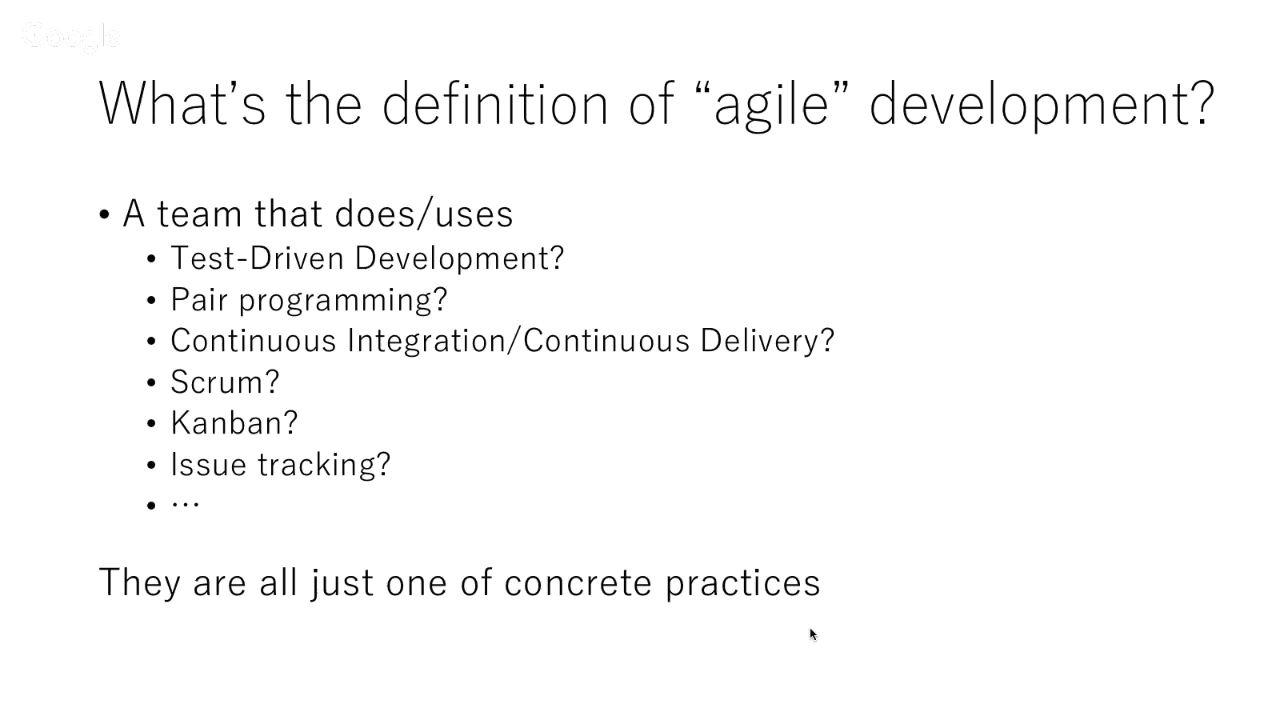 Google
What's the definition of “agile” development?
• A team that does/uses
• Test-Driven Development?
• Pair programming?
• Continuous Integration/Continuous Delivery?
• Scrum?
• Kanban?
• Issue tracking?
• ...
They are all just one of concrete practices